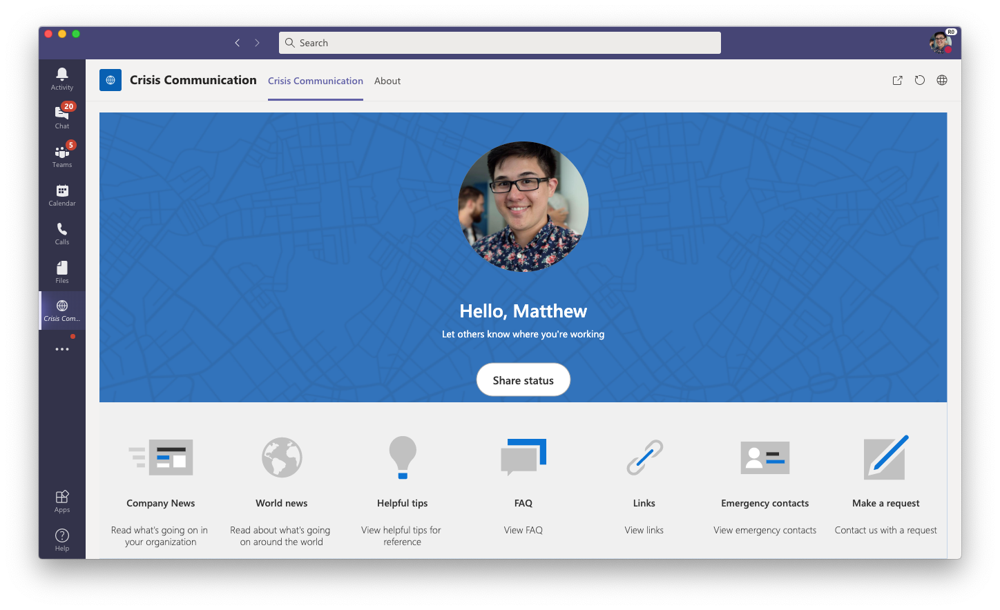 Search
R0
Activity
20
Chat
5
Teams
Calendar
Calls
Files
Crisis Com...
Apps
Help
Crisis Communication
Crisis Communication
About
Hello, Matthew
Let others know where you're working
Share status
Company News
Read what's going on in
your organization
World news
Read about what's going
on around the world
Helpful tips
View helpful tips for
reference
FAQ
View FAQ
Links
View links
Emergency contacts
View emergency contacts
Make a request
Contact us with a request